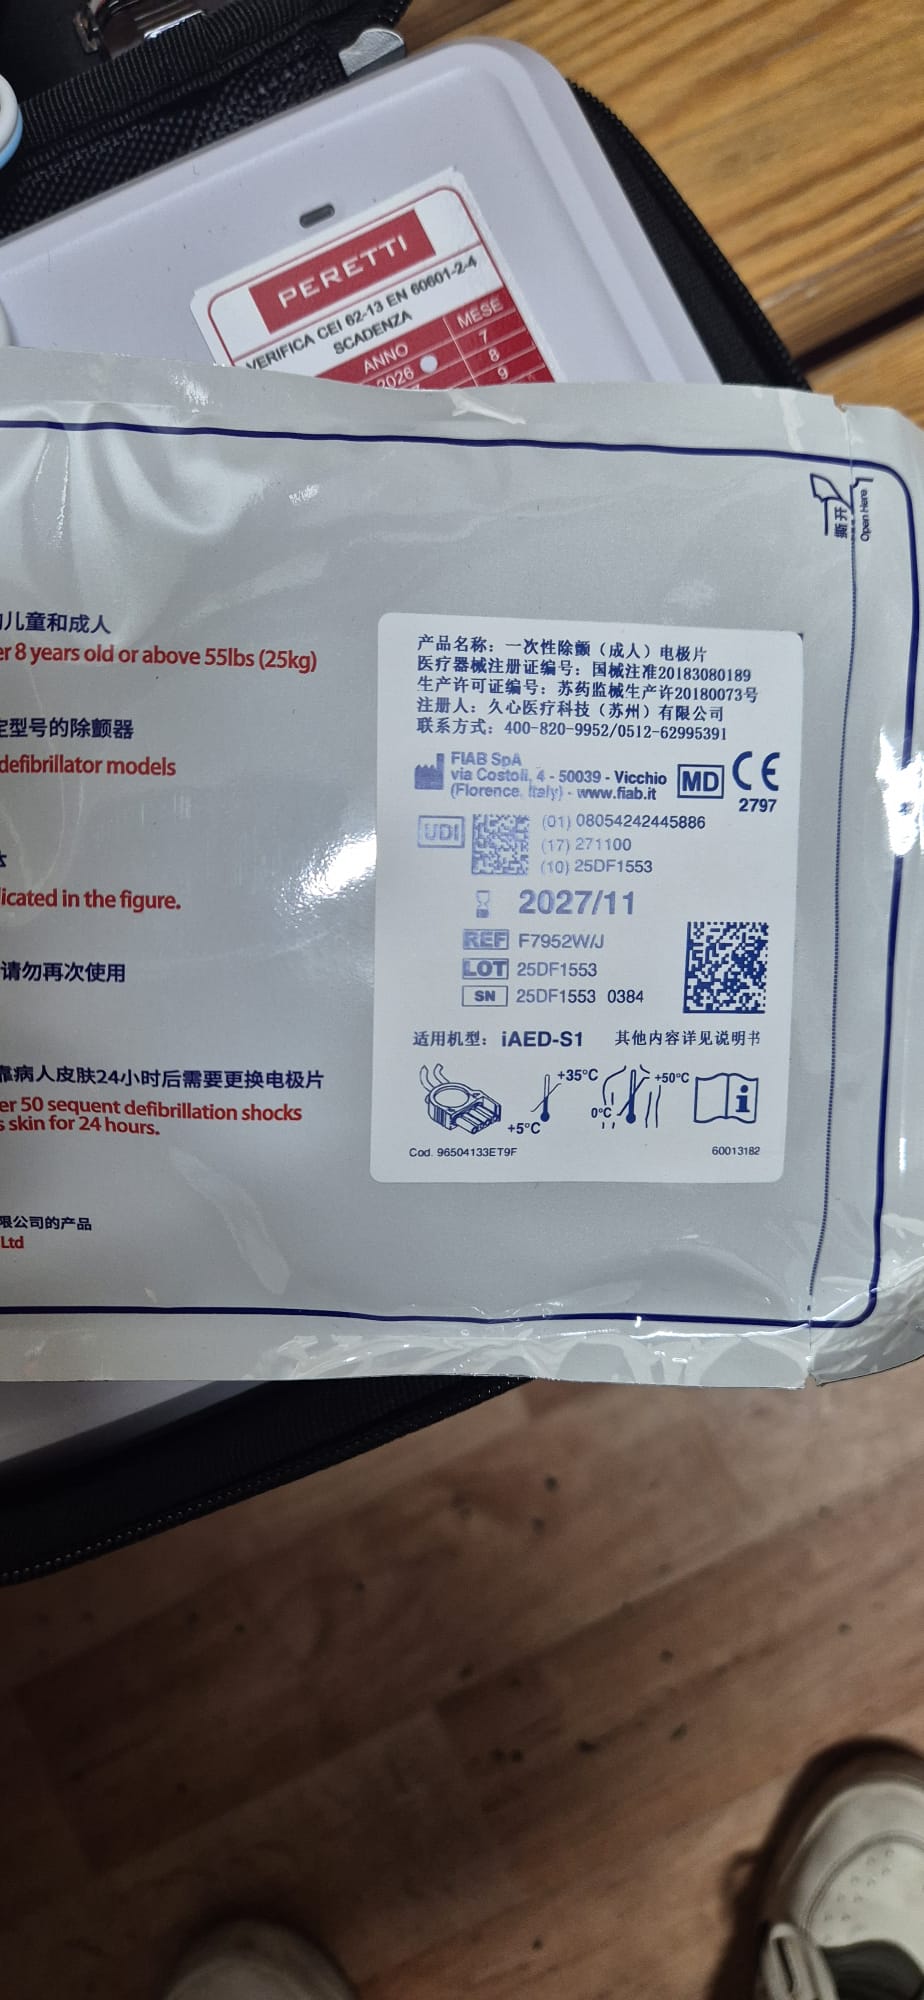 PERETTI
VERIFICA CEI 62-13 EN 60601-2-4
SCADENZA
ANNO MESE
2026 7
8
9
撕开
Open Here
儿童和成人
8 years old or above 55lbs (25kg)
型号的除颤器
defibrillator models
icated in the figure.
请勿再次使用
病人皮肤24小时后需要更换电极片
er 50 sequent defibrillation shocks
skin for 24 hours.
限公司的产品
Ltd
产品名称：一次性除颤（成人）电极片
医疗器械注册证编号：国械注准20183080189
生产许可证编号：苏药监械生产许20180073号
注册人：久心医疗科技（苏州）有限公司
联系方式：400-820-9952/0512-62995391
FIAB SpA
via Costoli, 4 - 50039 - Vicchio
(Florence, Italy) - www.fiab.it
MD CE
2797
UDI
(01) 08054242445886
(17) 271100
(10) 25DF1553
2027/11
REF F7952W/J
LOT 25DF1553
SN 25DF1553 0384
适用机型：iAED-S1 其他内容详见说明书
+35°C
+5°C
+50°C
0°C
i
Cod. 96504133ET9F
60013182